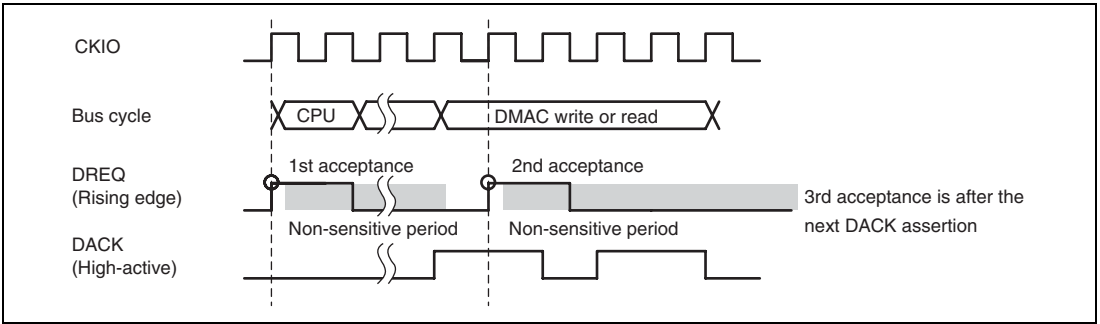 CKIO
Bus cycle
CPU
DMAC write or read
DREQ
(Rising edge)
1st acceptance
2nd acceptance
3rd acceptance is after the
next DACK assertion
Non-sensitive period
Non-sensitive period
DACK
(High-active)